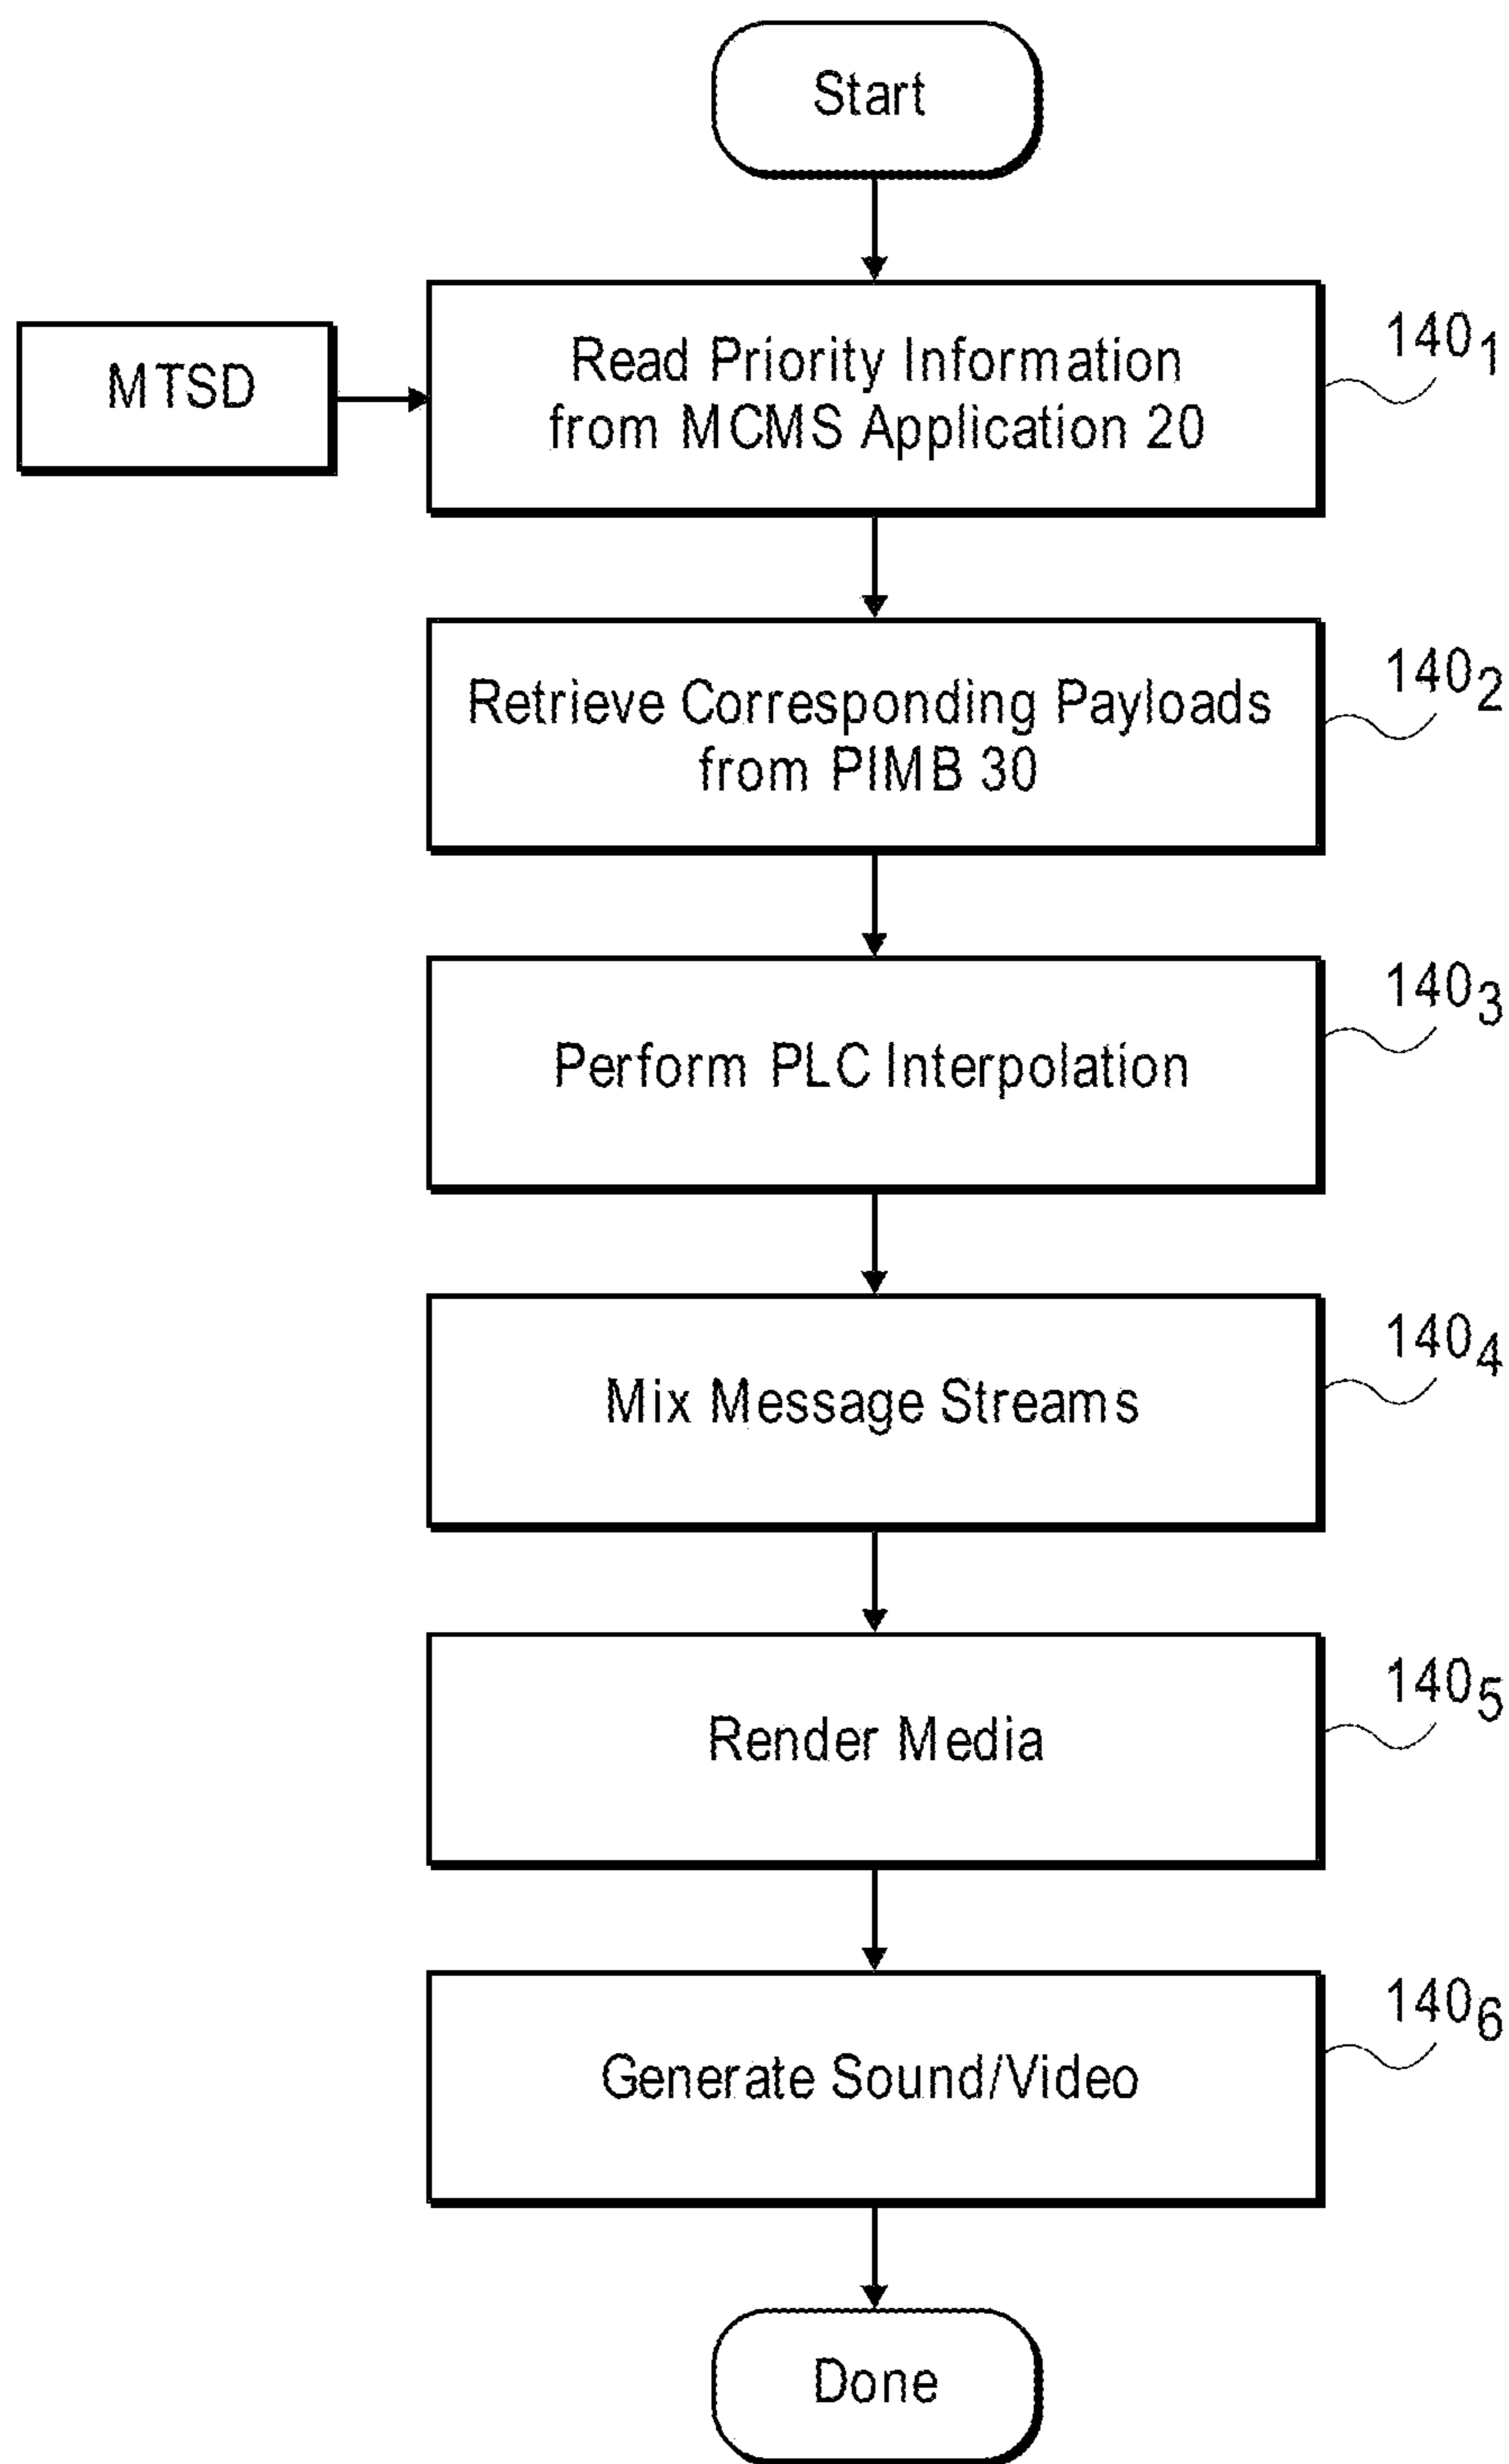 Start
MTSD
Read Priority Information
from MCMS Application 20
140₁
Retrieve Corresponding Payloads
from PIMB 30
140₂
Perform PLC Interpolation
140₃
Mix Message Streams
140₄
Render Media
140₅
Generate Sound/Video
140₆
Done